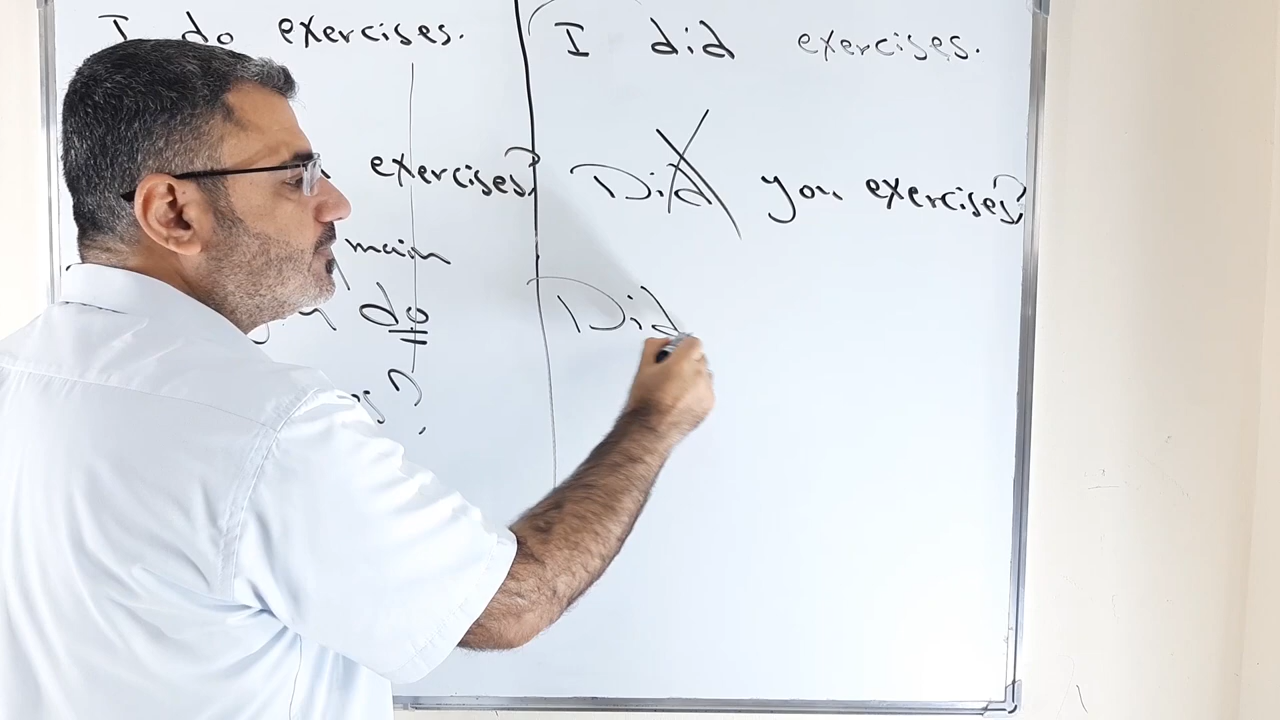 I do exercises.
exercises?
main
do
?
I did exercises.
Did you exercises?
Did